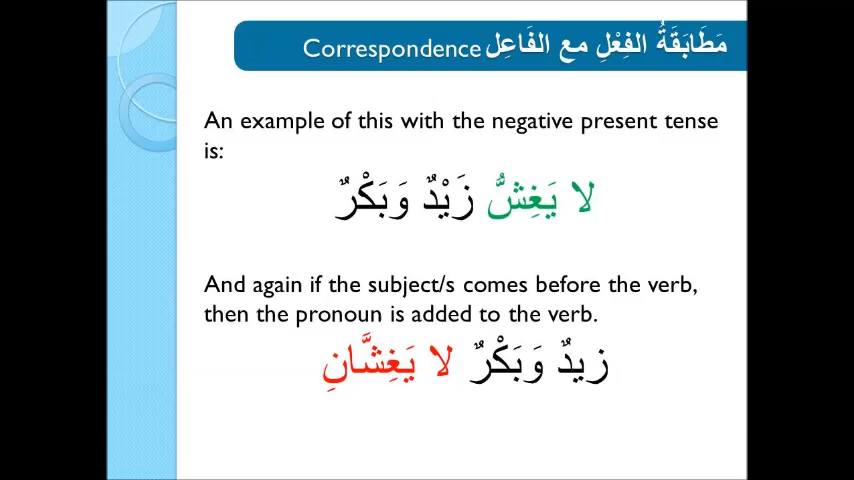 مَطَابَقَةُ الفِعْلِ مع الفَاعِل Correspondence
An example of this with the negative present tense
is:
لا يَغِشُّ زَيْدٌ وَبَكْرٌ
And again if the subject/s comes before the verb,
then the pronoun is added to the verb.
زيدٌ وَبَكْرٌ لا يَغِشَّانِ